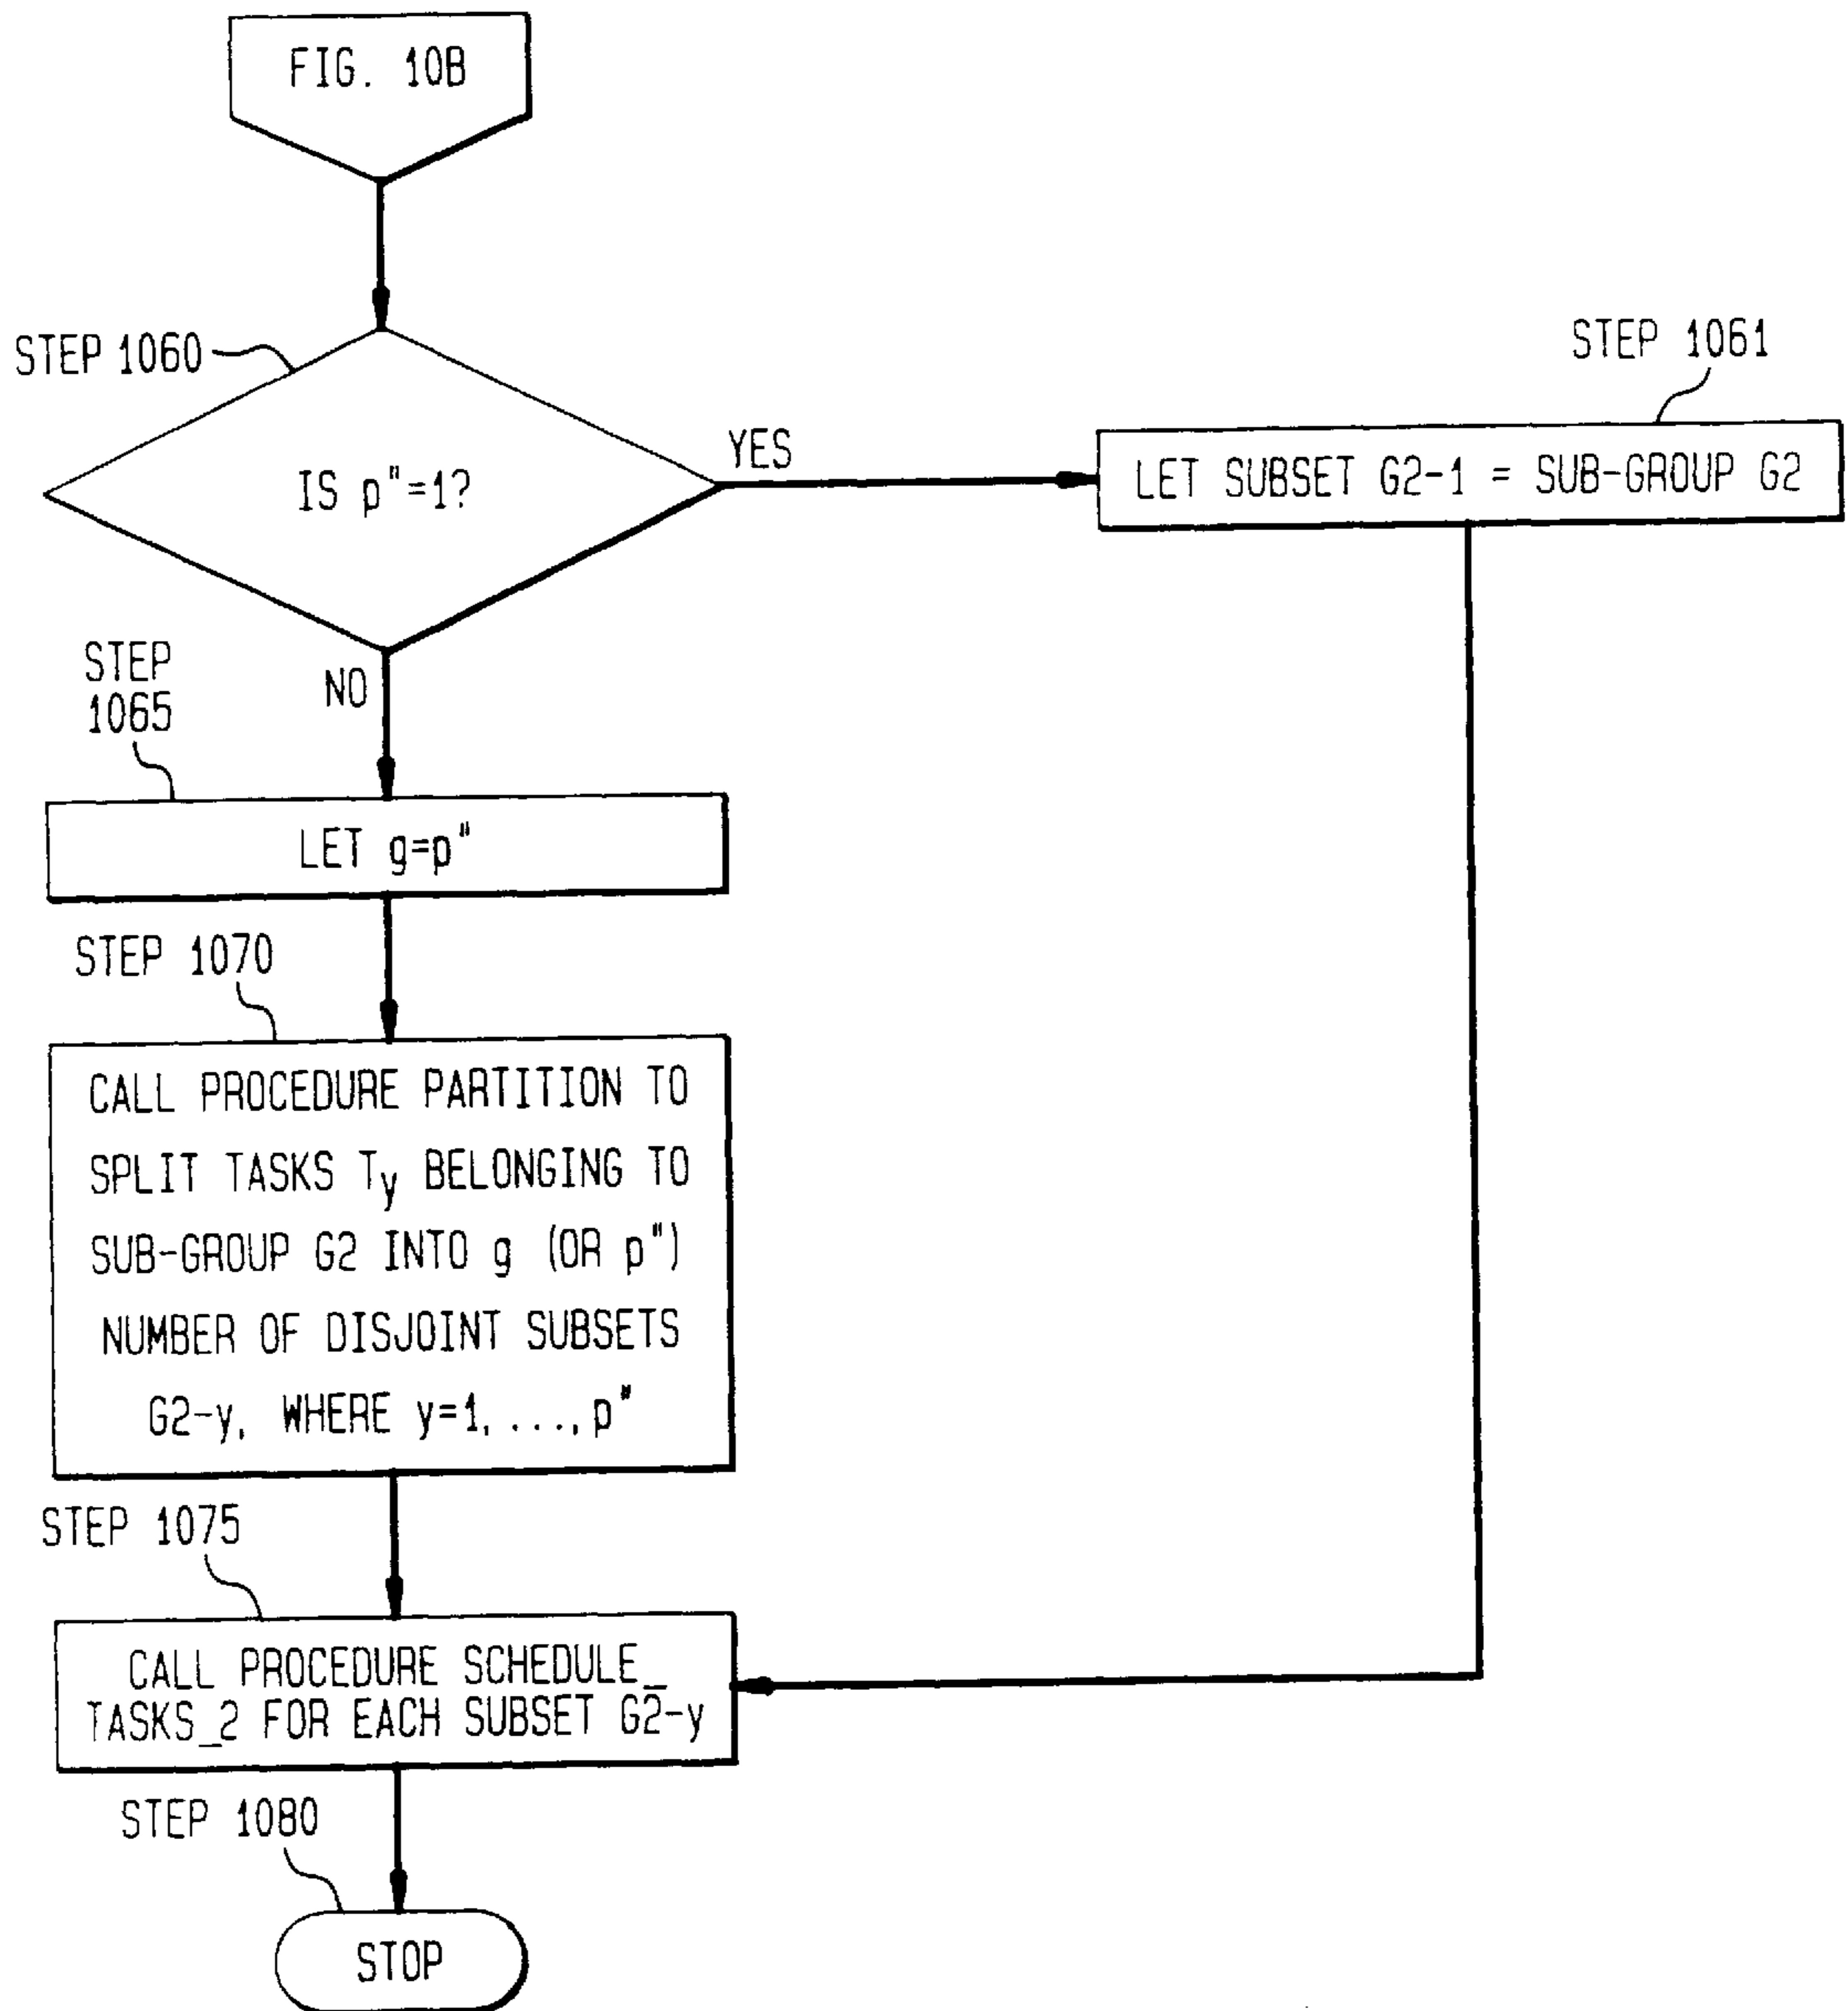 FIG. 10B
STEP 1060
IS p"=1?
YES
STEP 1061
LET SUBSET G2-1 = SUB-GROUP G2
NO
STEP
1065
LET g=p"
STEP 1070
CALL PROCEDURE PARTITION TO
SPLIT TASKS Ty BELONGING TO
SUB-GROUP G2 INTO g (OR p")
NUMBER OF DISJOINT SUBSETS
G2-y, WHERE y=1, ..., p"
STEP 1075
CALL PROCEDURE SCHEDULE_
TASKS_2 FOR EACH SUBSET G2-y
STEP 1080
STOP